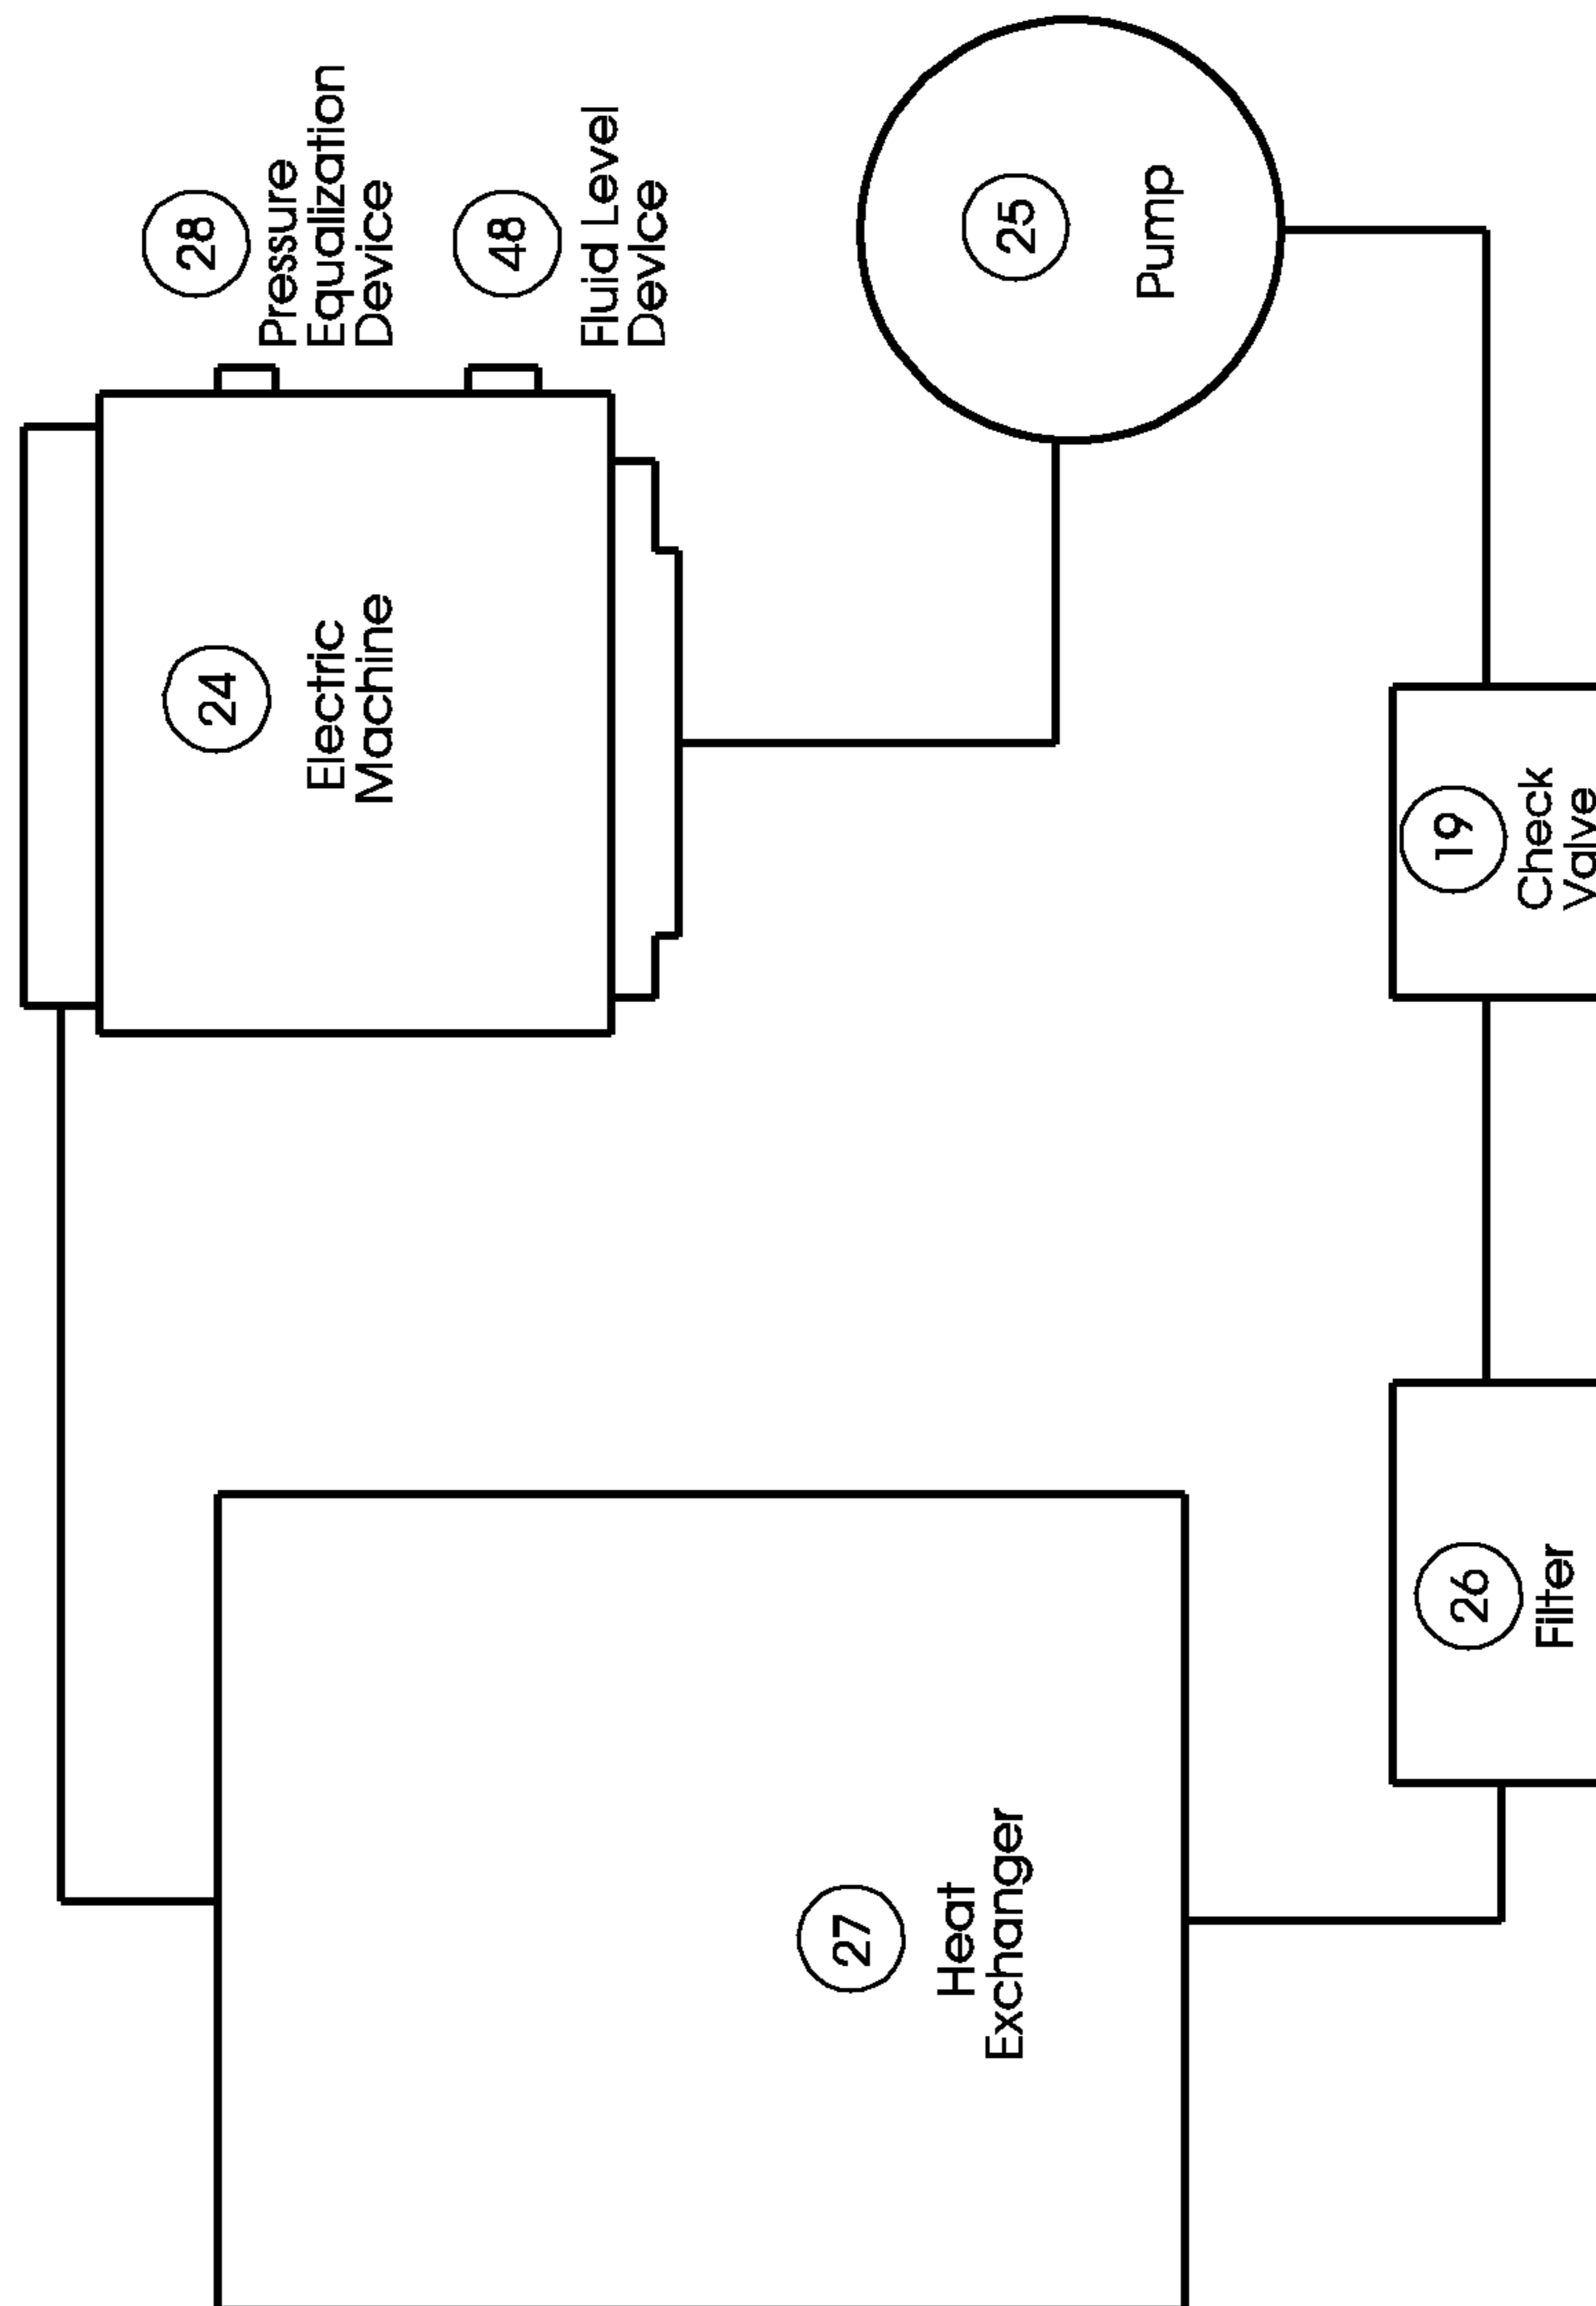 28
Pressure
Equalization
Device
48
Fluid Level
Device
24
Electric
Machine
25
Pump
19
Check
Valve
27
Heat
Exchanger
26
Filter